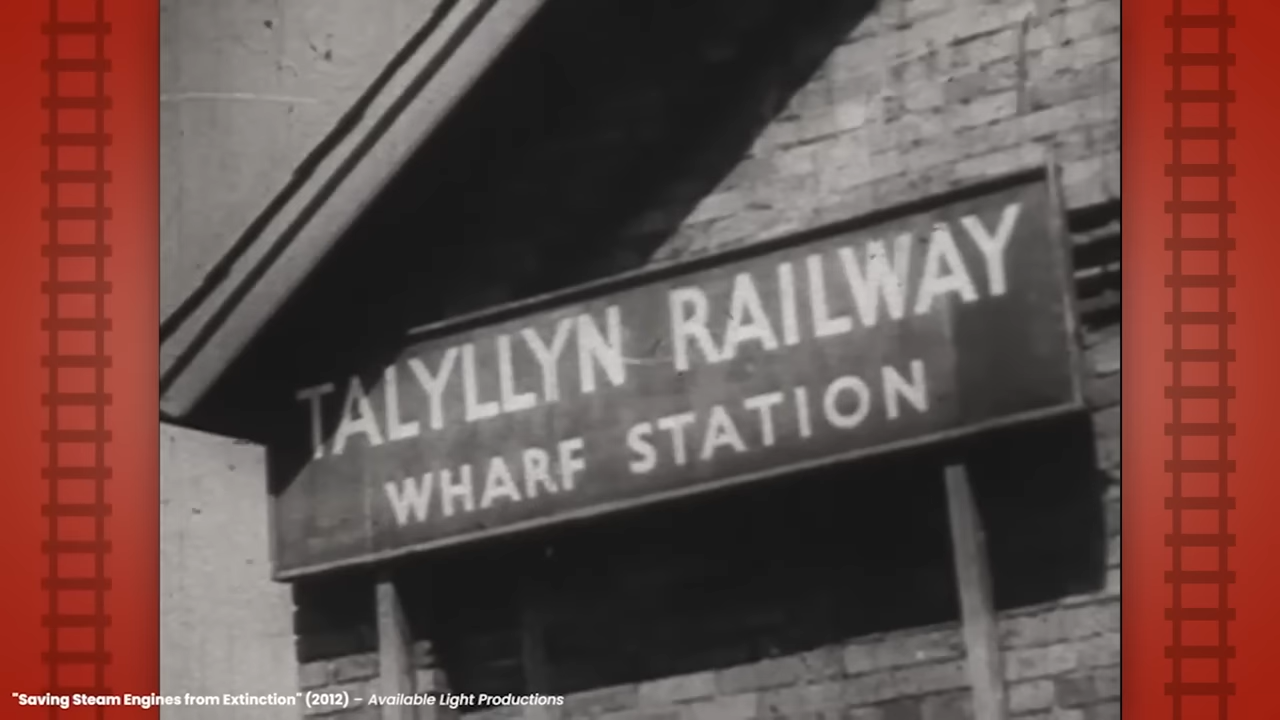 TALYLLYN RAILWAY
WHARF STATION
"Saving Steam Engines from Extinction" (2012) – Available Light Productions